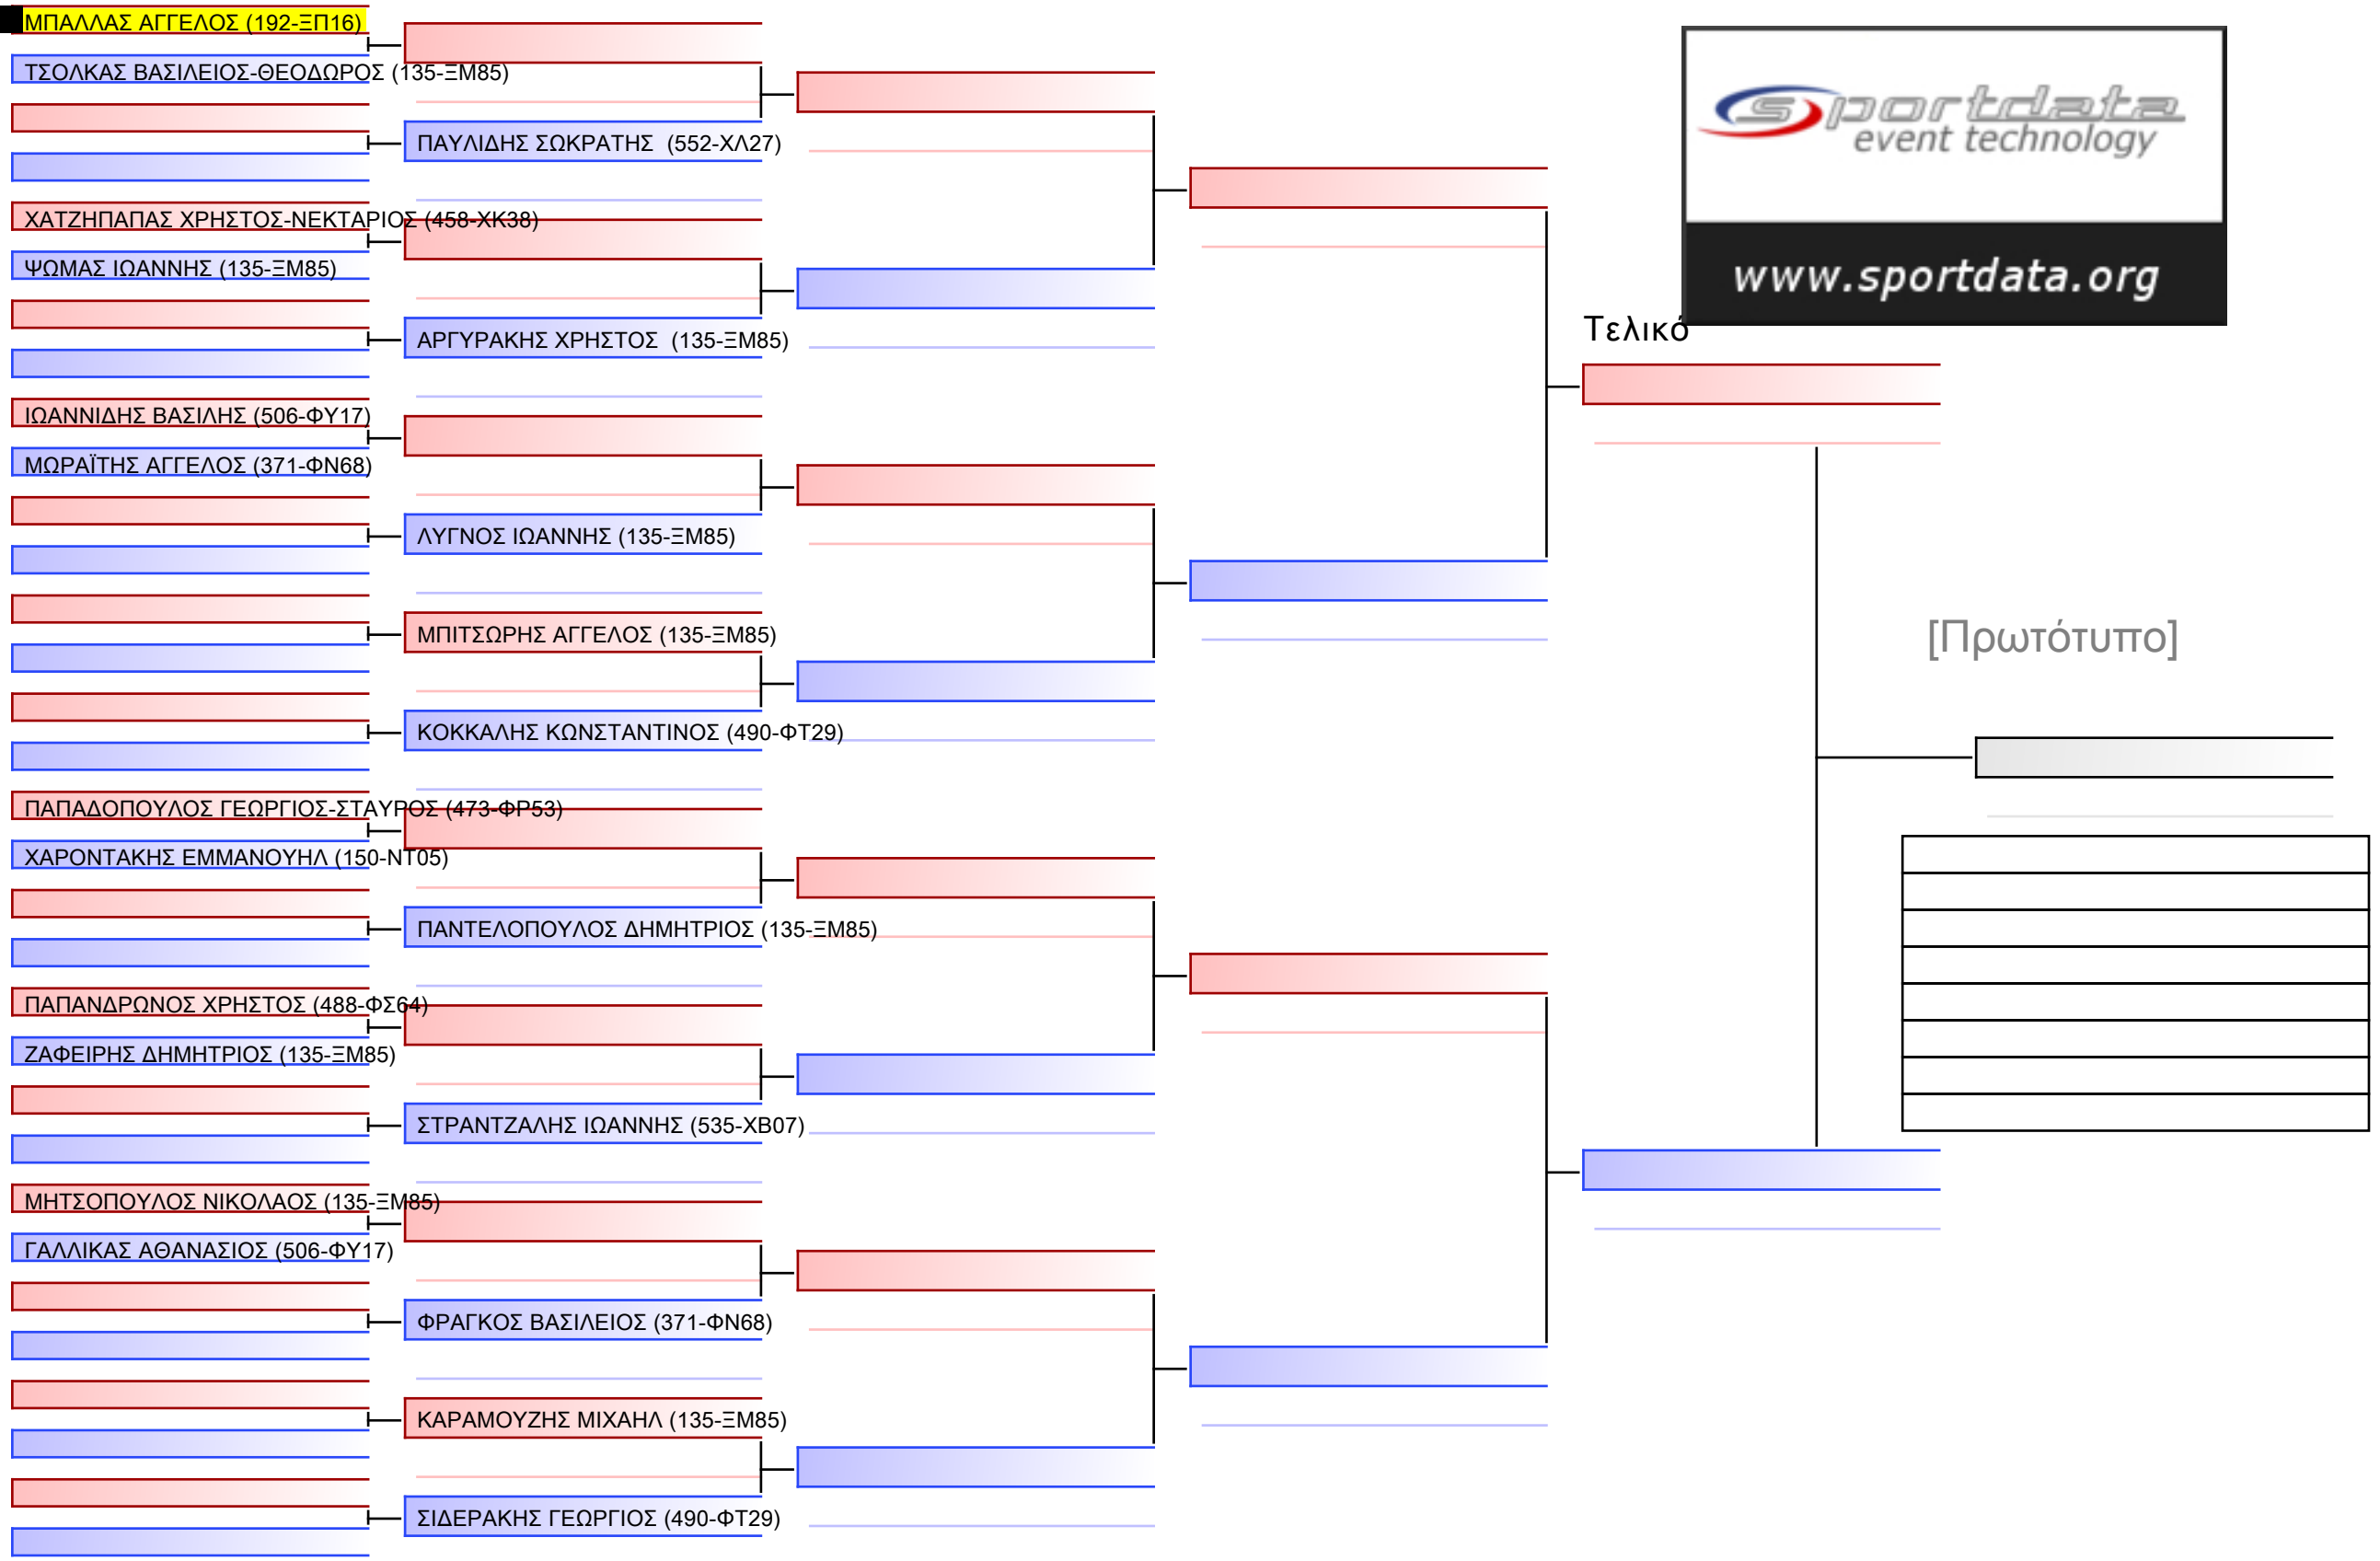 ΜΠΑΛΛΑΣ ΑΓΓΕΛΟΣ (192-ΞΠ16)
ΤΣΟΛΚΑΣ ΒΑΣΙΛΕΙΟΣ-ΘΕΟΔΩΡΟΣ (135-ΞΜ85)
ΠΑΥΛΙΔΗΣ ΣΩΚΡΑΤΗΣ (552-ΧΛ27)
ΧΑΤΖΗΠΑΠΑΣ ΧΡΗΣΤΟΣ-ΝΕΚΤΑΡΙΟΣ (458-ΧΚ38)
ΨΩΜΑΣ ΙΩΑΝΝΗΣ (135-ΞΜ85)
ΑΡΓΥΡΑΚΗΣ ΧΡΗΣΤΟΣ (135-ΞΜ85)
ΙΩΑΝΝΙΔΗΣ ΒΑΣΙΛΗΣ (506-ΦΥ17)
ΜΩΡΑΪΤΗΣ ΑΓΓΕΛΟΣ (371-ΦΝ68)
ΛΥΓΝΟΣ ΙΩΑΝΝΗΣ (135-ΞΜ85)
ΜΠΙΤΣΩΡΗΣ ΑΓΓΕΛΟΣ (135-ΞΜ85)
ΚΟΚΚΑΛΗΣ ΚΩΝΣΤΑΝΤΙΝΟΣ (490-ΦΤ29)
ΠΑΠΑΔΟΠΟΥΛΟΣ ΓΕΩΡΓΙΟΣ-ΣΤΑΥΡΟΣ (473-ΦΡ53)
ΧΑΡΟΝΤΑΚΗΣ ΕΜΜΑΝΟΥΗΛ (150-ΝΤ05)
ΠΑΝΤΕΛΟΠΟΥΛΟΣ ΔΗΜΗΤΡΙΟΣ (135-ΞΜ85)
ΠΑΠΑΝΔΡΩΝΟΣ ΧΡΗΣΤΟΣ (488-ΦΣ64)
ΖΑΦΕΙΡΗΣ ΔΗΜΗΤΡΙΟΣ (135-ΞΜ85)
ΣΤΡΑΝΤΖΑΛΗΣ ΙΩΑΝΝΗΣ (535-ΧΒ07)
ΜΗΤΣΟΠΟΥΛΟΣ ΝΙΚΟΛΑΟΣ (135-ΞΜ85)
ΓΑΛΛΙΚΑΣ ΑΘΑΝΑΣΙΟΣ (506-ΦΥ17)
ΦΡΑΓΚΟΣ ΒΑΣΙΛΕΙΟΣ (371-ΦΝ68)
ΚΑΡΑΜΟΥΖΗΣ ΜΙΧΑΗΛ (135-ΞΜ85)
ΣΙΔΕΡΑΚΗΣ ΓΕΩΡΓΙΟΣ (490-ΦΤ29)
sportdata
event technology
www.sportdata.org
Τελικό
[Πρωτότυπο]